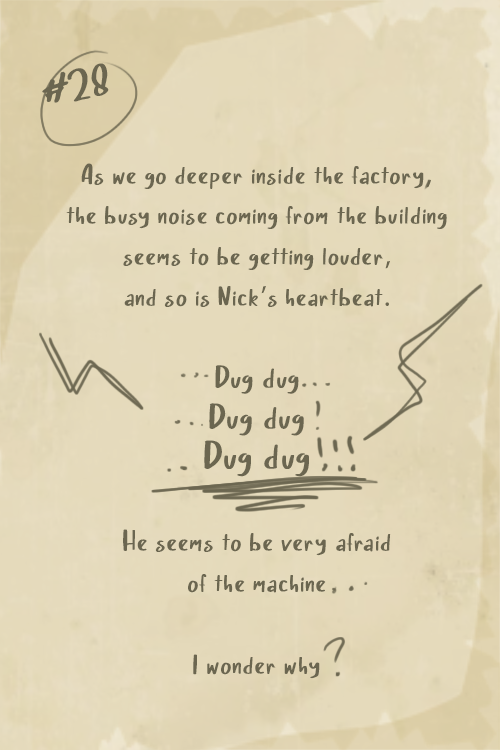 #28
As we go deeper inside the factory,
the busy noise coming from the building
seems to be getting louder,
and so is Nick's heartbeat.
...Dug dug...
...Dug dug!
.. Dug dug!!!
He seems to be very afraid
of the machine...
I wonder why?